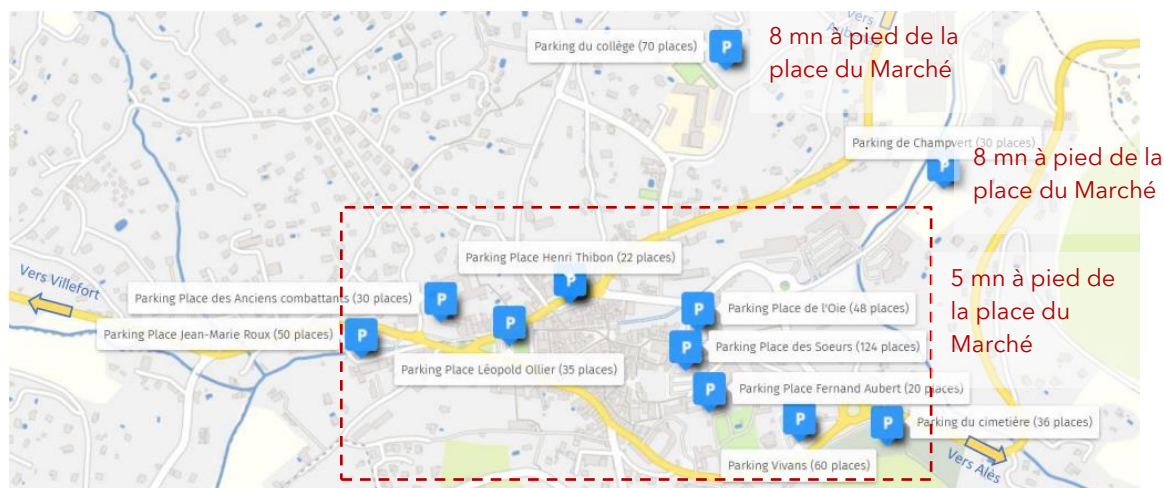 Vers
Parking du collège (70 places)
P
8 mn à pied de la
place du Marché
Parking de Champvert (30 places)
P
8 mn à pied de la
place du Marché
Parking Place Henri Thibon (22 places)
P
5 mn à pied de
la place du
Marché
Vers Villefort
Parking Place des Anciens combattants (30 places)
P
Parking Place de l'Oie (48 places)
P
Parking Place Jean-Marie Roux (50 places)
P
P
Parking Place des Soeurs (124 places)
P
Parking Place Léopold Ollier (35 places)
Parking Place Fernand Aubert (20 places)
P
P
Parking du cimetière (36 places)
P
Parking Vivans (60 places)
Vers Alès